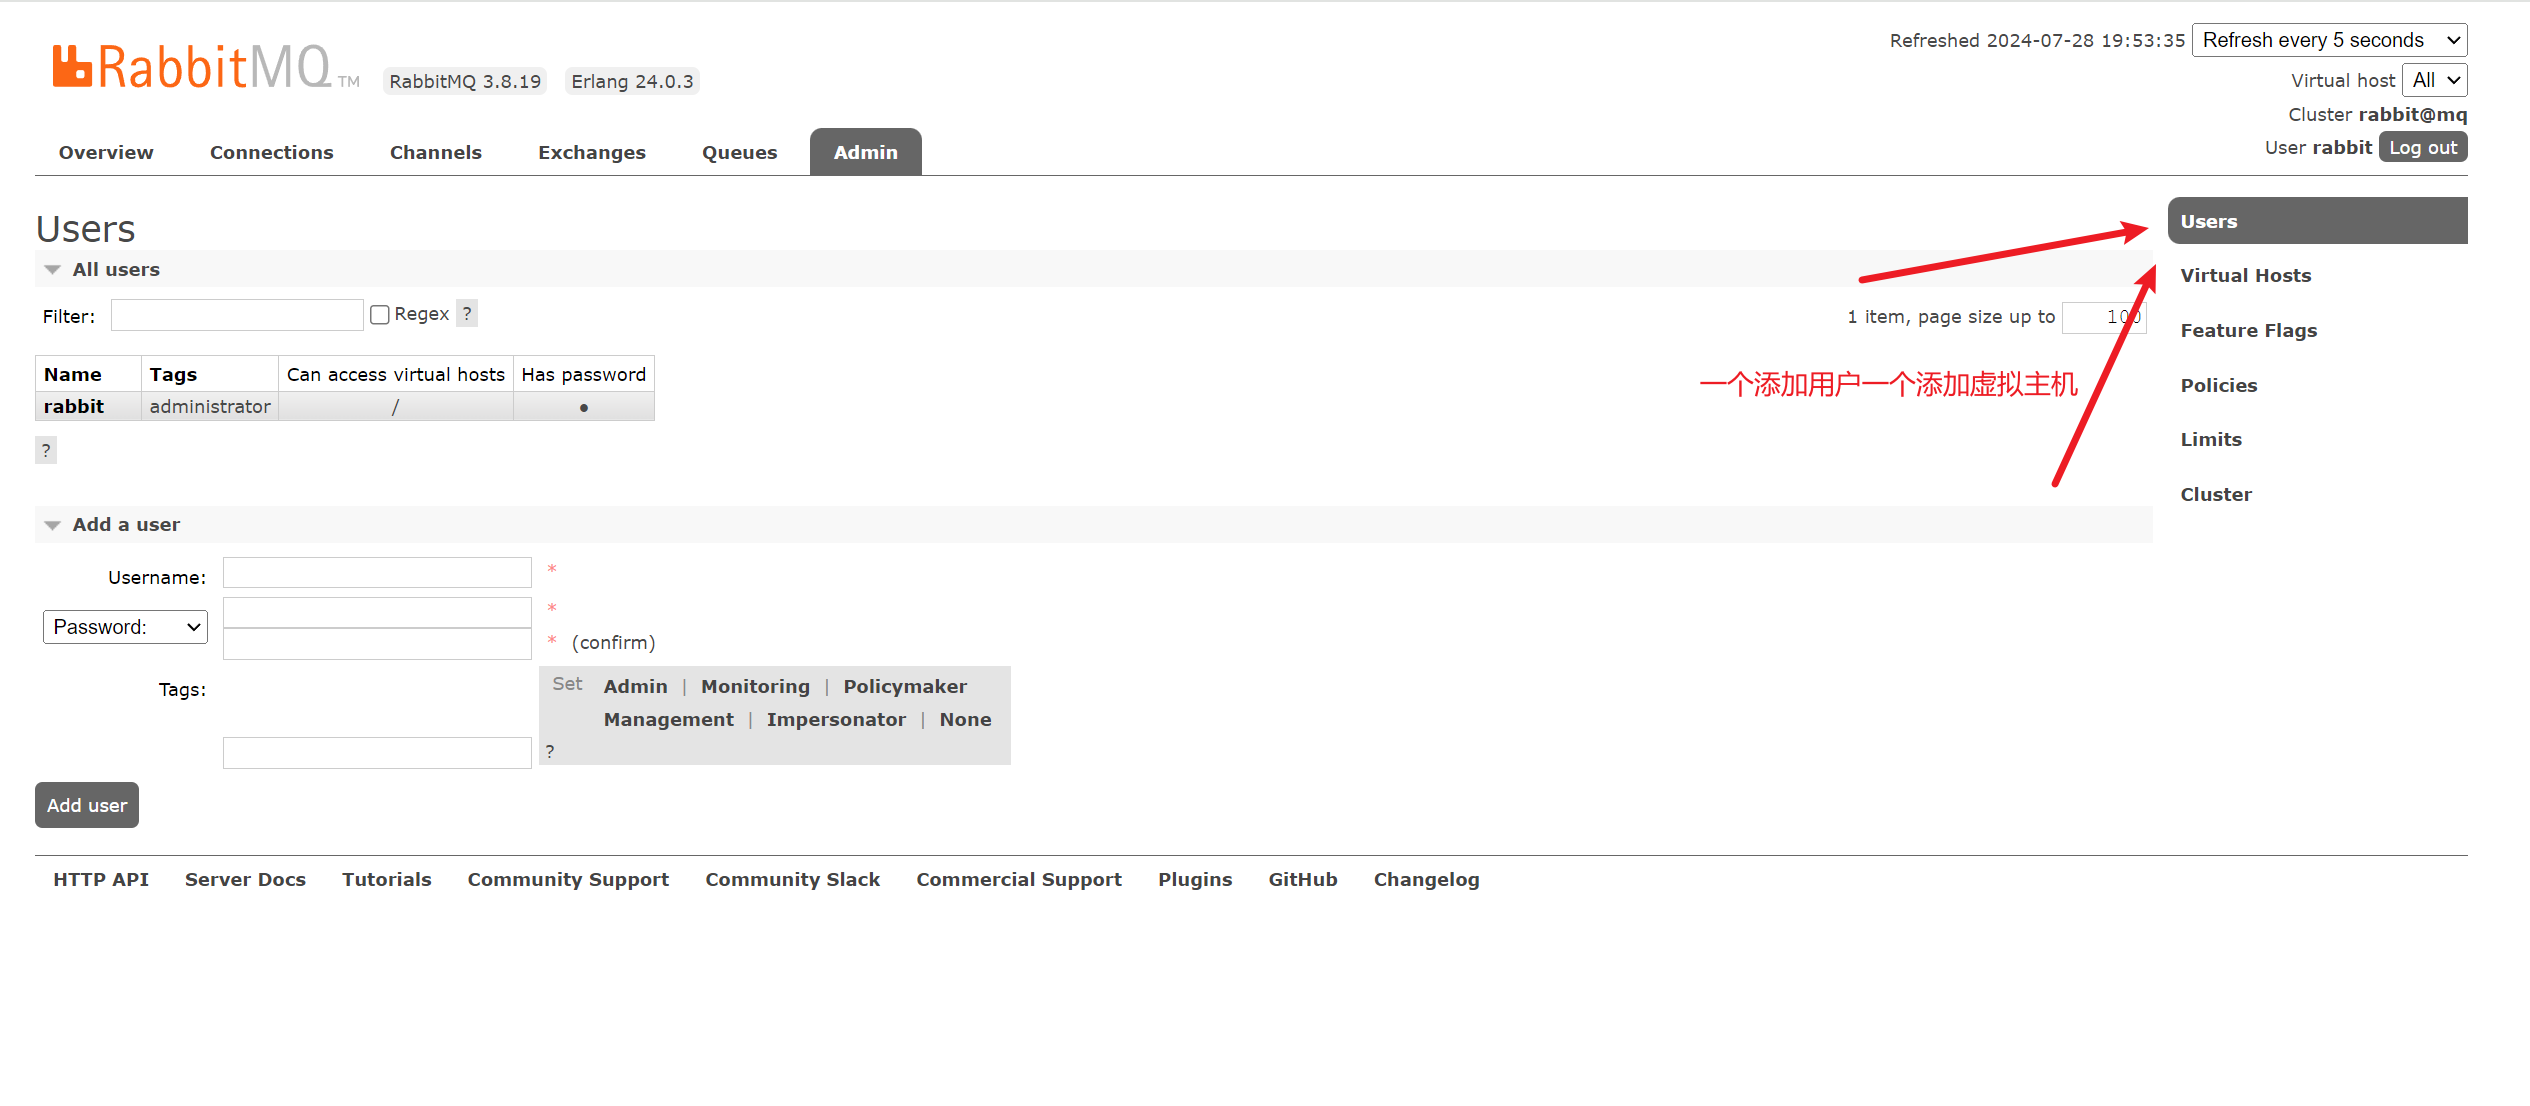 RabbitMQ TM RabbitMQ 3.8.19 Erlang 24.0.3
Refreshed 2024-07-28 19:53:35 Refresh every 5 seconds
Virtual host All
Cluster rabbit@mq
User rabbit Log out
Overview Connections Channels Exchanges Queues Admin
Users
All users
Filter: Regex ?
1 item, page size up to 100
Name Tags Can access virtual hosts Has password
rabbit administrator / ●
?
Add a user
Username: *
Password: *
* (confirm)
Tags:
Set Admin | Monitoring | Policymaker
Management | Impersonator | None
?
Add user
Users
Virtual Hosts
Feature Flags
Policies
Limits
Cluster
一个添加用户一个添加虚拟主机
HTTP API Server Docs Tutorials Community Support Community Slack Commercial Support Plugins GitHub Changelog